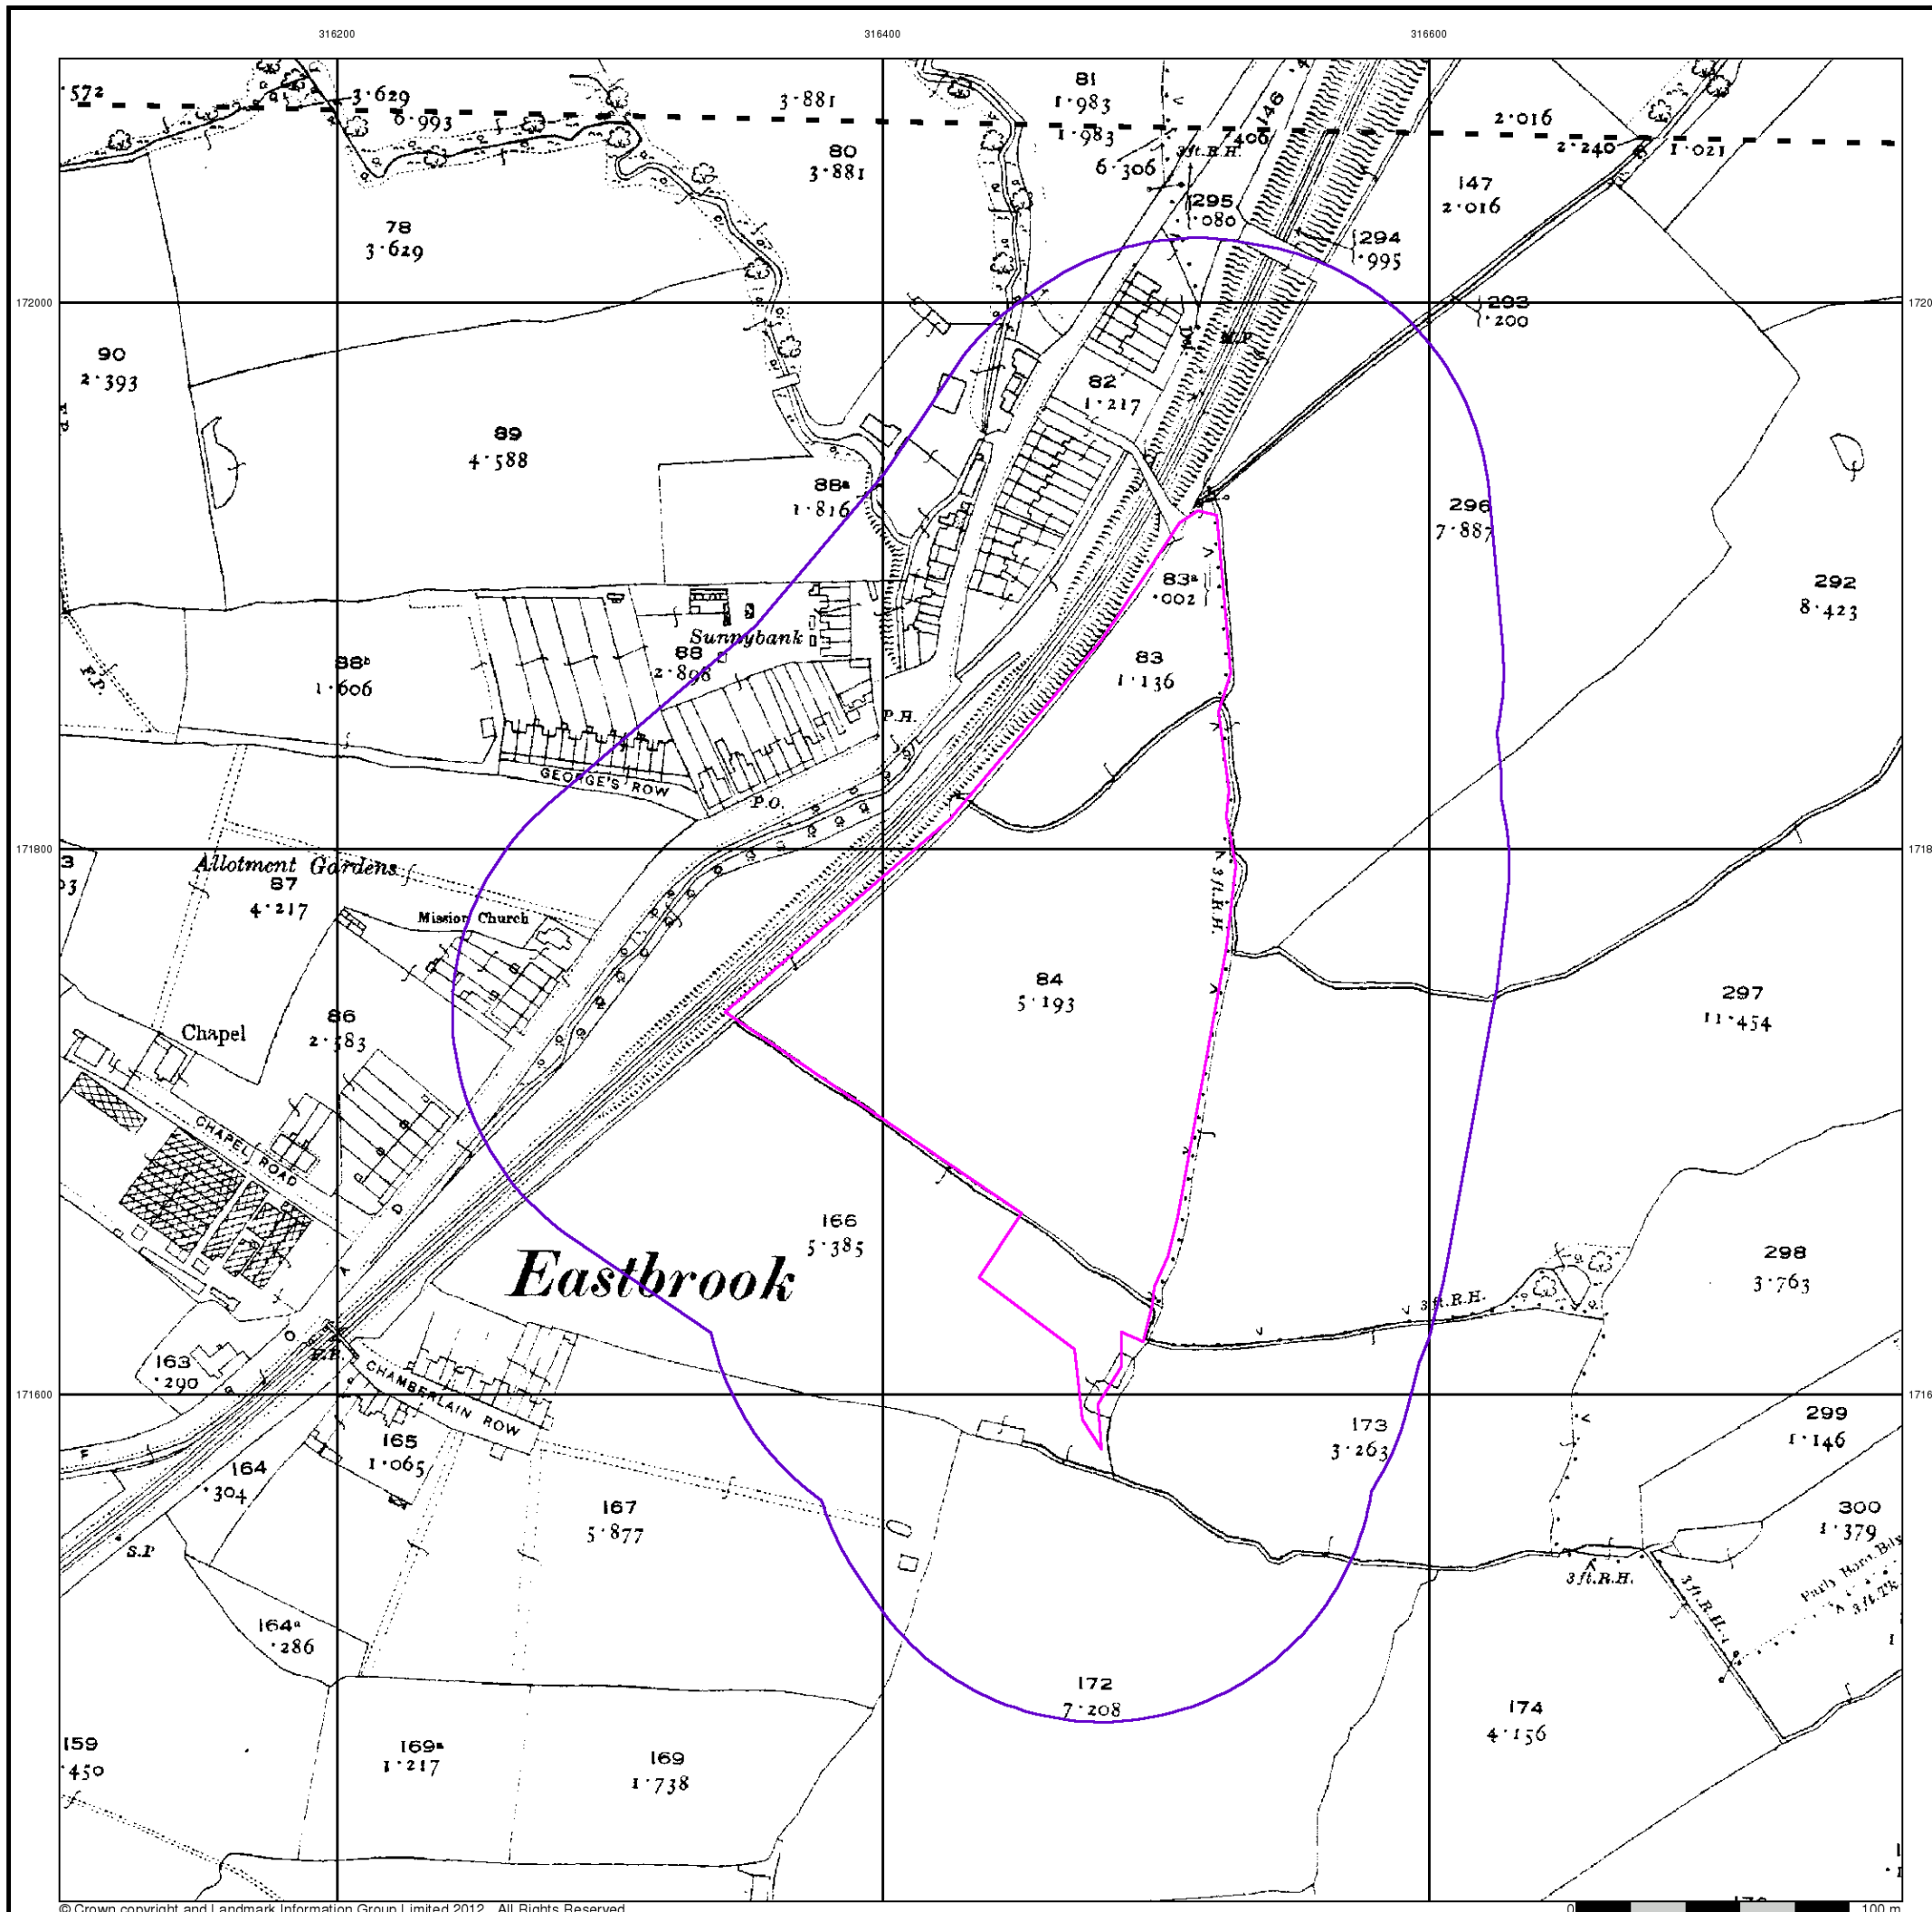 316200
316400
316600
·572
3·629
6·993
3·881
81
1·983
1·983
146
2·016
2·240
1·021
80
3·881
6·306
3ft.R.H.
·406
147
2·016
78
3·629
295
·080
294
·995
172000
293
·200
90
2·393
M.P.
82
1·217
F.P.
89
4·588
88a
1·816
296
7·887
83a
·002
292
8·423
Sunnybank
88
2·898
88b
1·606
F.P.
83
1·136
P.H.
GEORGE'S ROW
P.O.
171800
Allotment Gardens
87
4·217
Mission Church
3ft.R.H.
84
5·193
297
11·454
Chapel
86
2·583
CHAPEL ROAD
R O A D
166
5·385
Eastbrook
298
3·763
3ft.R.H.
163
·290
F.B.
CHAMBERLAIN ROW
171600
173
3·263
299
1·146
F
165
1·065
164
·304
167
5·877
300
1·379
S.P
3ft.R.H.
3ft.R.H.
3ft.Tk.
164a
·286
172
7·208
174
4·156
159
·450
169a
1·217
169
1·738
© Crown copyright and Landmark Information Group Limited 2012. All Rights Reserved.
0
100 m